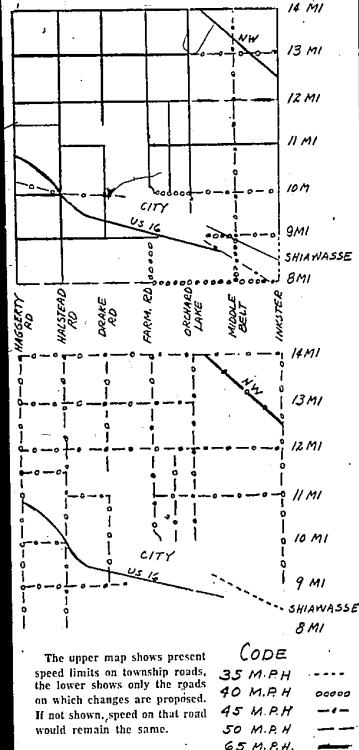 14 MI
NW
13 MI
12 MI
11 MI
10 M
CITY
US 16
9 MI
SHIAWASSE
8 MI
HAGGERTY RD
HALSTEAD RD
DRAKE RD
FARM. RD
ORCHARD LAKE
MIDDLE BELT
INKSTER
14 MI
NW
13 MI
12 MI
11 MI
10 MI
CITY
US 16
9 MI
SHIAWASSE
8 MI
The upper map shows present
speed limits on township roads,
the lower shows only the roads
on which changes are proposed.
If not shown, speed on that road
would remain the same.
CODE
35 M.P.H
40 M.P.H
45 M.P.H
50 M.P.H
65 M.P.H.